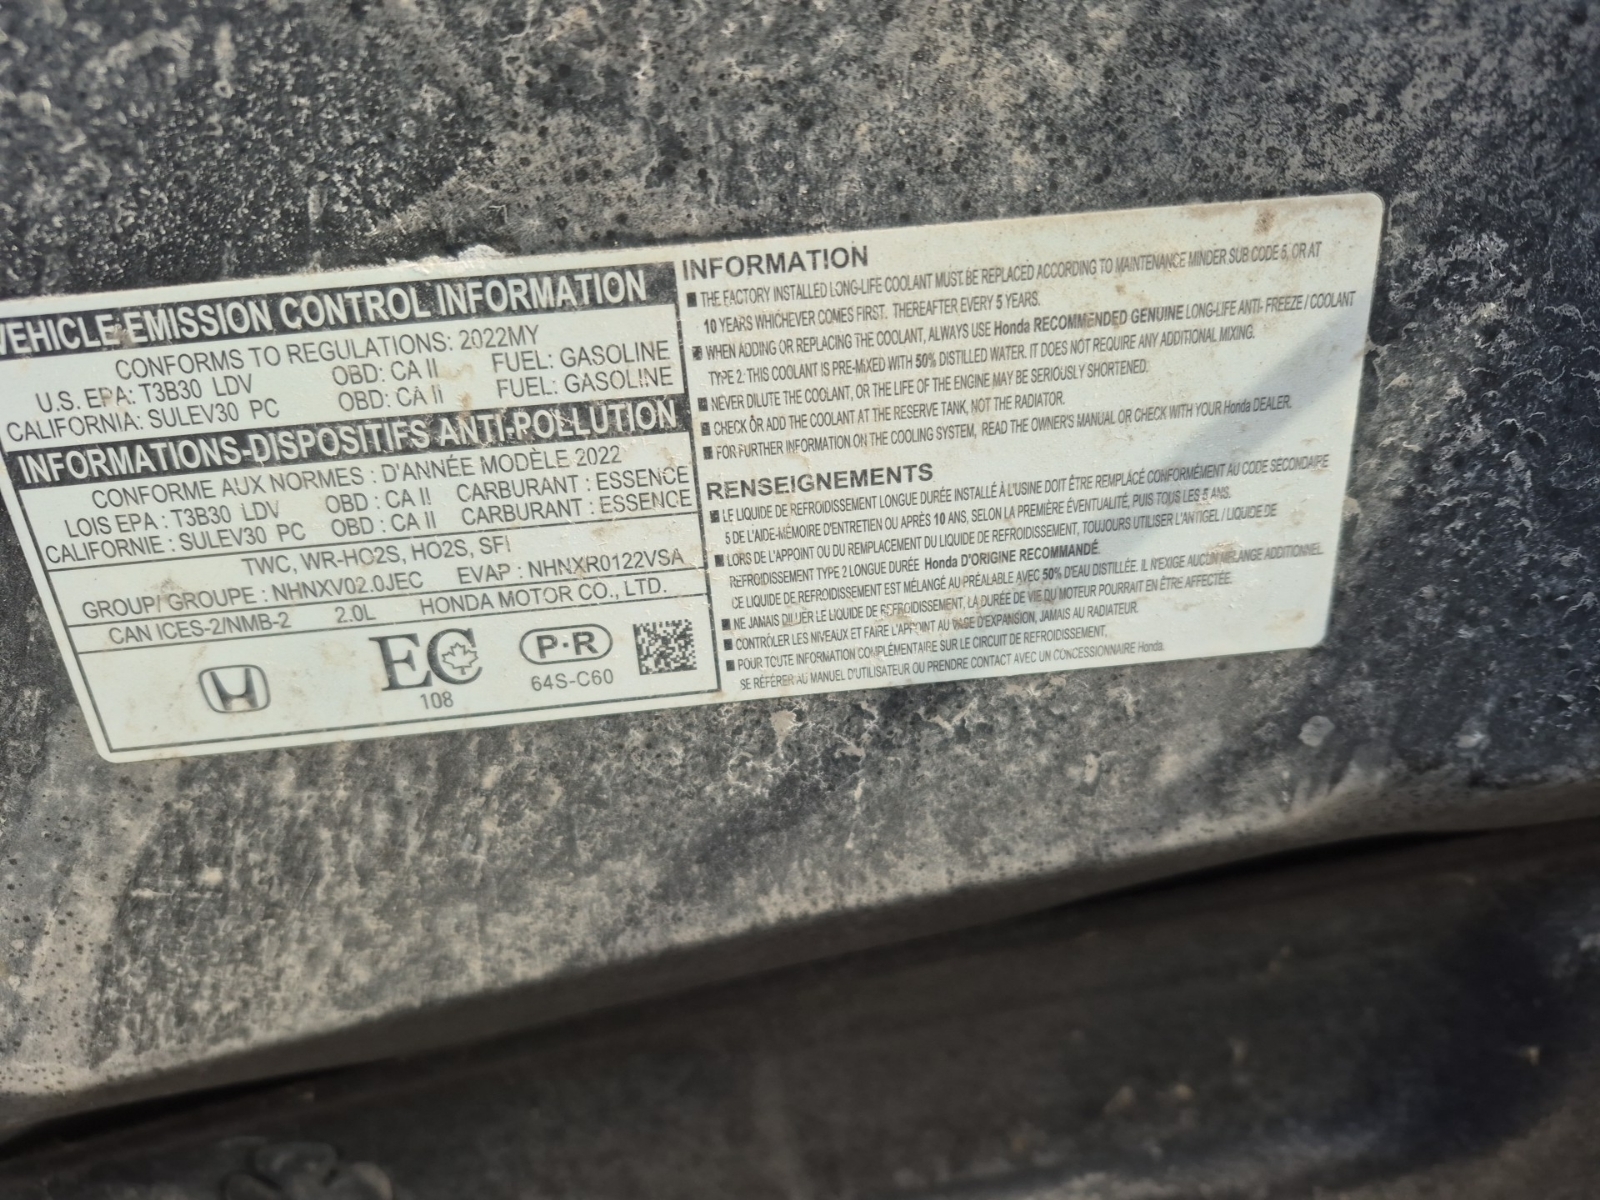 VEHICLE EMISSION CONTROL INFORMATION
CONFORMS TO REGULATIONS: 2022MY
U.S. EPA: T3B30 LDV OBD: CA II FUEL: GASOLINE
CALIFORNIA: SULEV30 PC OBD: CA II FUEL: GASOLINE
INFORMATIONS-DISPOSITIFS ANTI-POLLUTION
CONFORME AUX NORMES : D'ANNÉE MODÈLE 2022
LOIS EPA : T3B30 LDV OBD : CA II CARBURANT : ESSENCE
CALIFORNIE : SULEV30 PC OBD : CA II CARBURANT : ESSENCE
TWC, WR-HO2S, HO2S, SFI
GROUP/ GROUPE : NHNXV02.0JEC EVAP : NHNXR0122VSA
CAN ICES-2/NMB-2 2.0L HONDA MOTOR CO., LTD.
EC
108
P·R
64S-C60
INFORMATION
■ THE FACTORY INSTALLED LONG-LIFE COOLANT MUST BE REPLACED ACCORDING TO MAINTENANCE MINDER SUB CODE 5, OR AT
10 YEARS WHICHEVER COMES FIRST. THEREAFTER EVERY 5 YEARS.
■ WHEN ADDING OR REPLACING THE COOLANT, ALWAYS USE Honda RECOMMENDED GENUINE LONG-LIFE ANTI-FREEZE / COOLANT
TYPE 2. THIS COOLANT IS PRE-MIXED WITH 50% DISTILLED WATER. IT DOES NOT REQUIRE ANY ADDITIONAL MIXING.
■ NEVER DILUTE THE COOLANT, OR THE LIFE OF THE ENGINE MAY BE SERIOUSLY SHORTENED.
■ CHECK OR ADD THE COOLANT AT THE RESERVE TANK, NOT THE RADIATOR.
■ FOR FURTHER INFORMATION ON THE COOLING SYSTEM, READ THE OWNER'S MANUAL OR CHECK WITH YOUR Honda DEALER.
RENSEIGNEMENTS
■ LE LIQUIDE DE REFROIDISSEMENT LONGUE DURÉE INSTALLÉ À L'USINE DOIT ÊTRE REMPLACÉ CONFORMÉMENT AU CODE SECONDAIRE
5 DE L'AIDE-MÉMOIRE D'ENTRETIEN OU APRÈS 10 ANS, SELON LA PREMIÈRE ÉVENTUALITÉ, PUIS TOUS LES 5 ANS.
■ LORS DE L'APPOINT OU DU REMPLACEMENT DU LIQUIDE DE REFROIDISSEMENT, TOUJOURS UTILISER L'ANTIGEL / LIQUIDE DE
REFROIDISSEMENT TYPE 2 LONGUE DURÉE Honda D'ORIGINE RECOMMANDÉ.
CE LIQUIDE DE REFROIDISSEMENT EST MÉLANGÉ AU PRÉALABLE AVEC 50% D'EAU DISTILLÉE. IL N'EXIGE AUCUN MÉLANGE ADDITIONNEL.
■ NE JAMAIS DILUER LE LIQUIDE DE REFROIDISSEMENT, LA DURÉE DE VIE DU MOTEUR POURRAIT EN ÊTRE AFFECTÉE.
■ CONTRÔLER LES NIVEAUX ET FAIRE L'APPOINT AU VASE D'EXPANSION, JAMAIS AU RADIATEUR.
■ POUR TOUTE INFORMATION COMPLÉMENTAIRE SUR LE CIRCUIT DE REFROIDISSEMENT,
SE RÉFÉRER AU MANUEL D'UTILISATEUR OU PRENDRE CONTACT AVEC UN CONCESSIONNAIRE Honda.